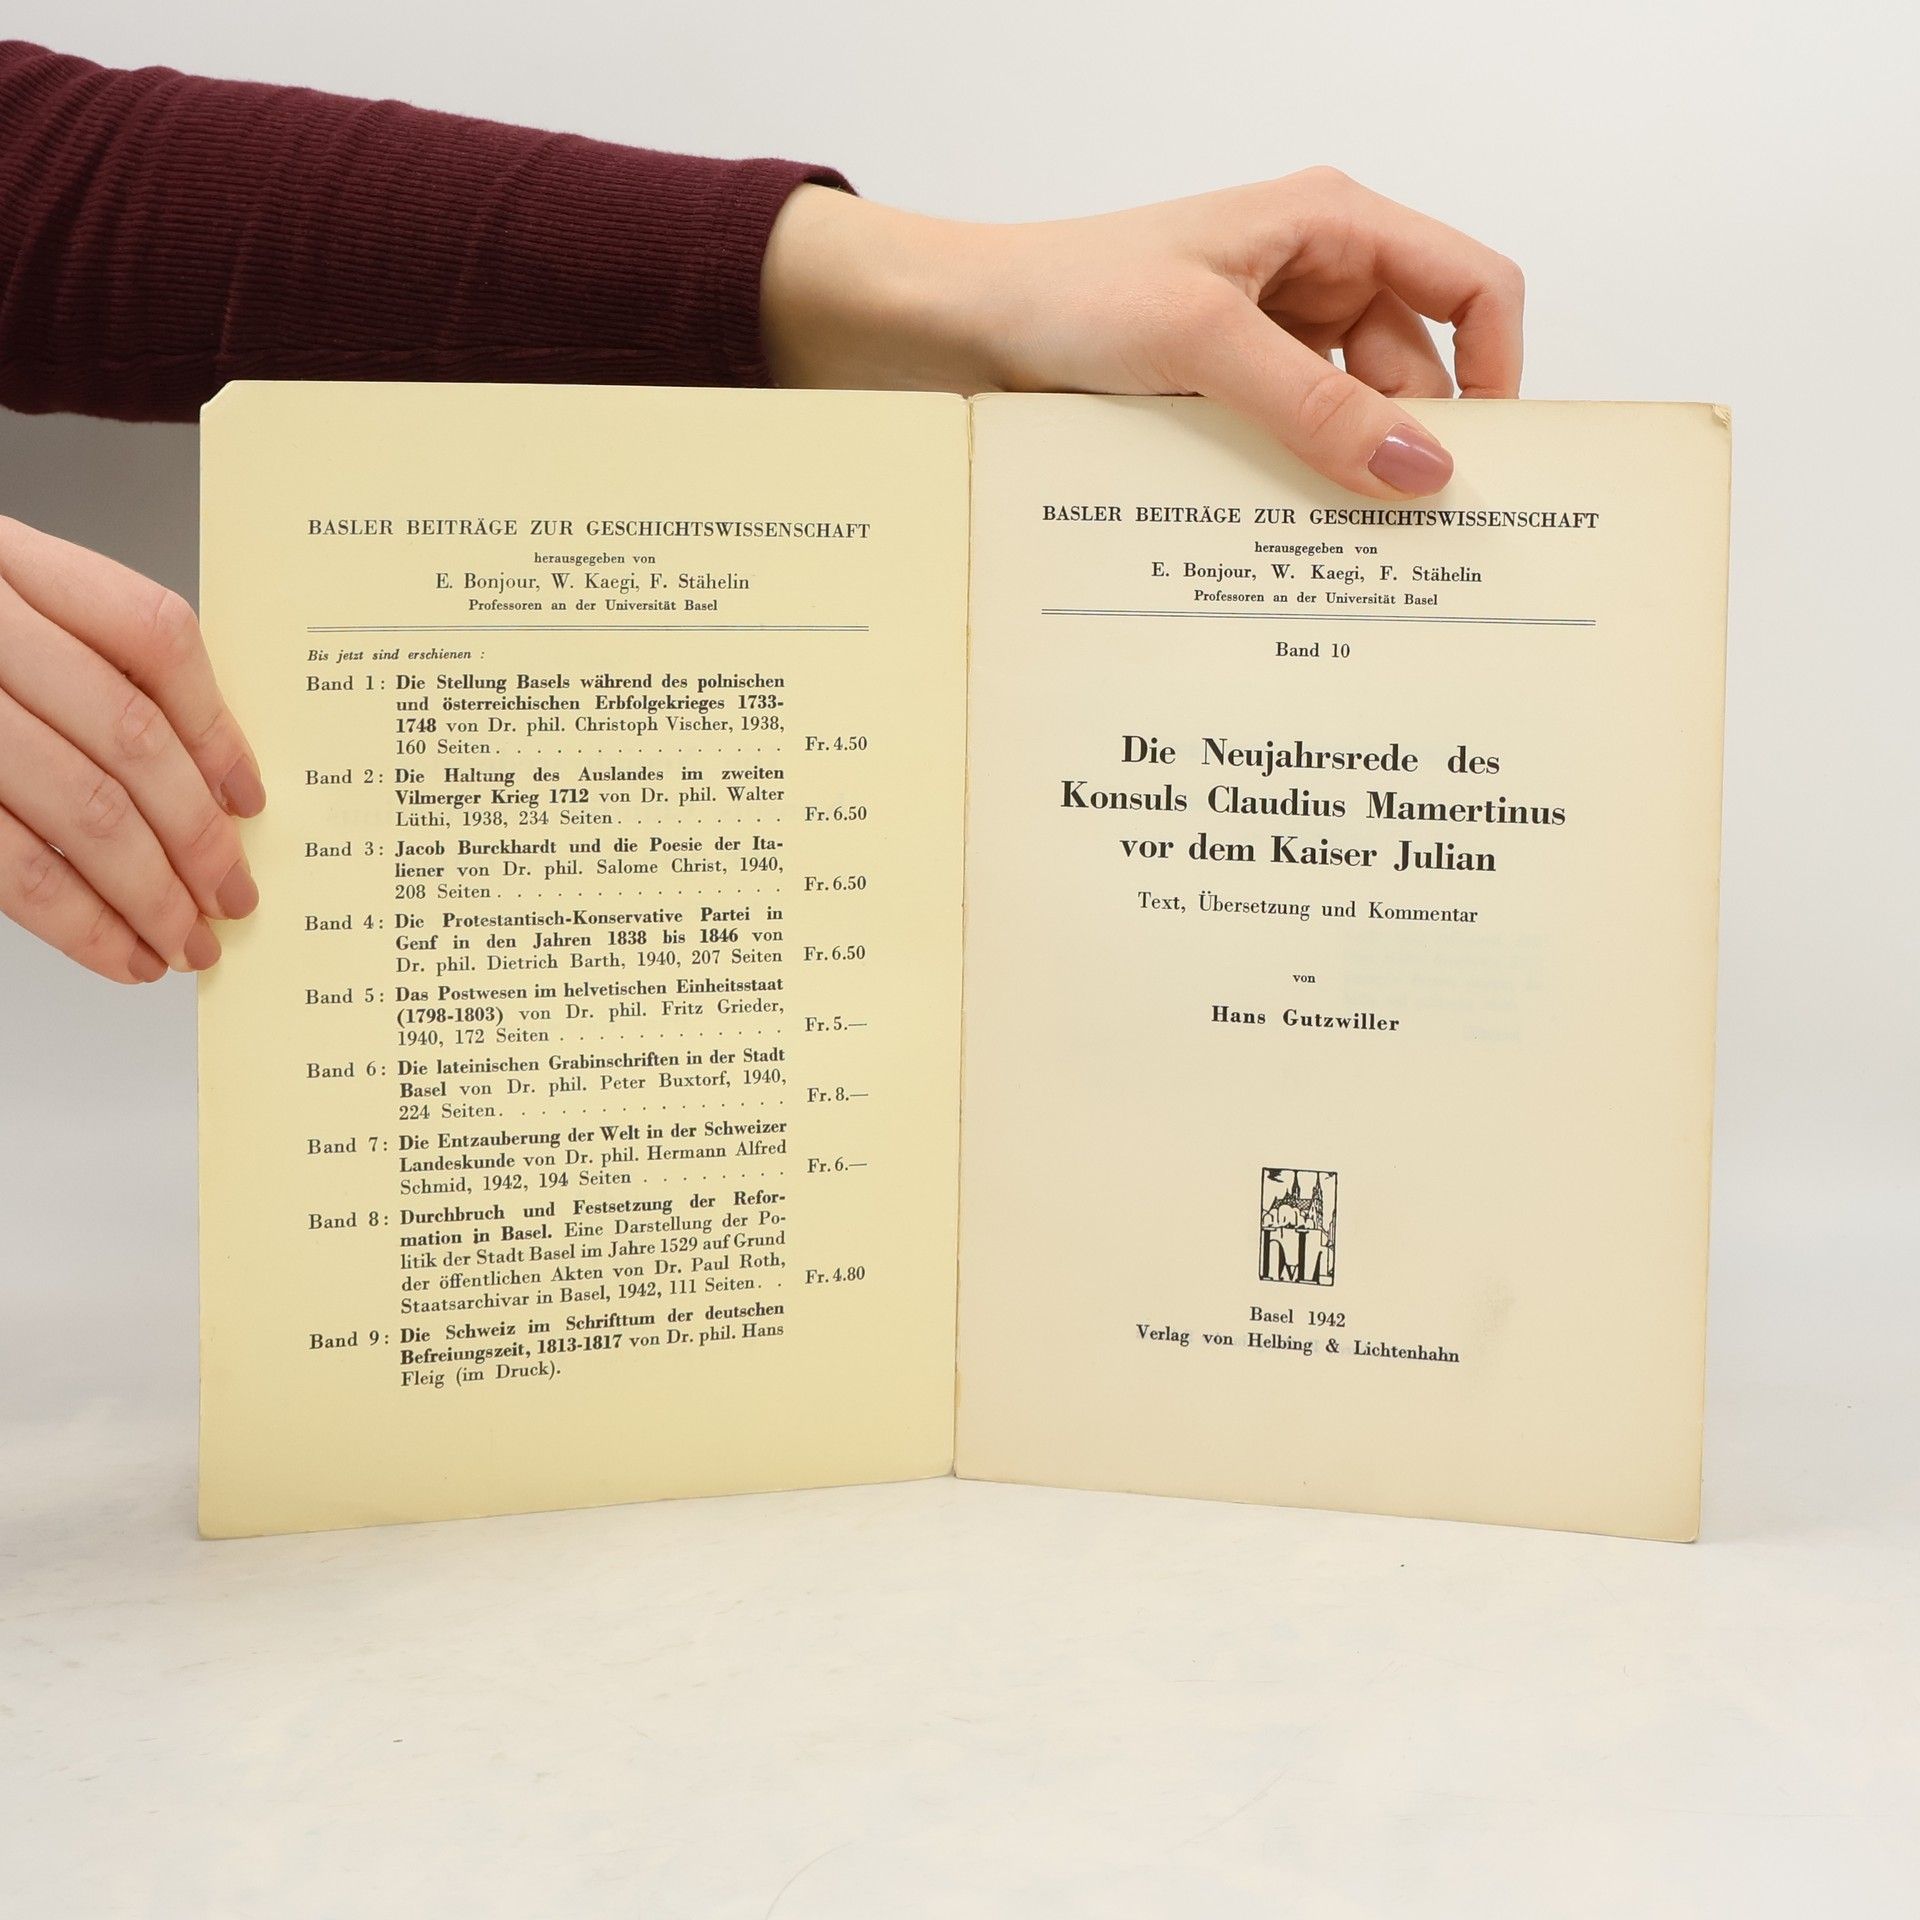 BASLER BEITRÄGE ZUR GESCHICHTSWISSENSCHAFT
herausgegeben von
E. Bonjour, W. Kaegi, F. Stähelin
Professoren an der Universität Basel
Bis jetzt sind erschienen :
Band 1: Die Stellung Basels während des polnischen
und österreichischen Erbfolgekrieges 1733-
1748 von Dr. phil. Christoph Vischer, 1938,
160 Seiten . . . . . . . . . . . . . . Fr. 4.50
Band 2: Die Haltung des Auslandes im zweiten
Vilmerger Krieg 1712 von Dr. phil. Walter
Lüthi, 1938, 234 Seiten . . . . . . . . . Fr. 6.50
Band 3: Jacob Burckhardt und die Poesie der Ita-
liener von Dr. phil. Salome Christ, 1940,
208 Seiten . . . . . . . . . . . . . . Fr. 6.50
Band 4: Die Protestantisch-Konservative Partei in
Genf in den Jahren 1838 bis 1846 von
Dr. phil. Dietrich Barth, 1940, 207 Seiten Fr. 6.50
Band 5: Das Postwesen im helvetischen Einheitsstaat
(1798-1803) von Dr. phil. Fritz Grieder,
1940, 172 Seiten . . . . . . . . . . . Fr. 5.—
Band 6: Die lateinischen Grabinschriften in der Stadt
Basel von Dr. phil. Peter Buxtorf, 1940,
224 Seiten . . . . . . . . . . . . . . Fr. 8.—
Band 7: Die Entzauberung der Welt in der Schweizer
Landeskunde von Dr. phil. Hermann Alfred
Schmid, 1942, 194 Seiten . . . . . . . . Fr. 6.—
Band 8: Durchbruch und Festsetzung der Refor-
mation in Basel. Eine Darstellung der Po-
litik der Stadt Basel im Jahre 1529 auf Grund
der öffentlichen Akten von Dr. Paul Roth,
Staatsarchivar in Basel, 1942, 111 Seiten . . Fr. 4.80
Band 9: Die Schweiz im Schrifttum der deutschen
Befreiungszeit, 1813-1817 von Dr. phil. Hans
Fleig (im Druck).
BASLER BEITRÄGE ZUR GESCHICHTSWISSENSCHAFT
herausgegeben von
E. Bonjour, W. Kaegi, F. Stähelin
Professoren an der Universität Basel
Band 10
Die Neujahrsrede des
Konsuls Claudius Mamertinus
vor dem Kaiser Julian
Text, Übersetzung und Kommentar
von
Hans Gutzwiller
Basel 1942
Verlag von Helbing & Lichtenhahn